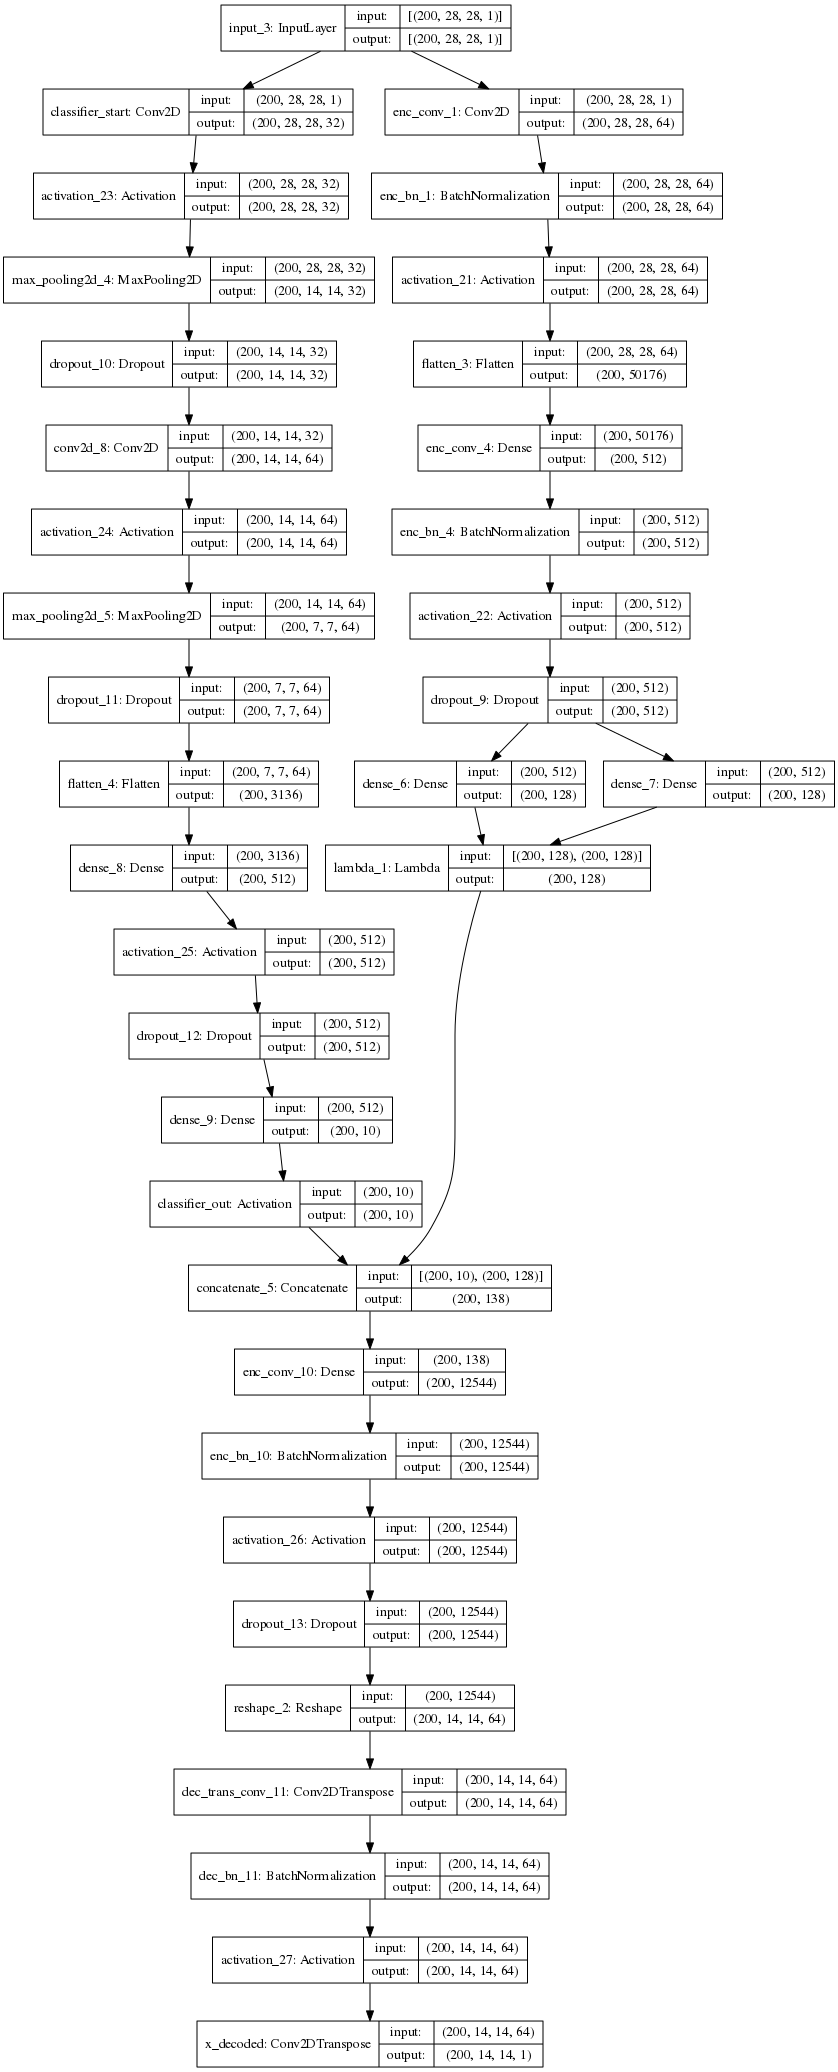 input_3: InputLayer
input: [(200, 28, 28, 1)]
output: [(200, 28, 28, 1)]
classifier_start: Conv2D
input: (200, 28, 28, 1)
output: (200, 28, 28, 32)
enc_conv_1: Conv2D
input: (200, 28, 28, 1)
output: (200, 28, 28, 64)
activation_23: Activation
input: (200, 28, 28, 32)
output: (200, 28, 28, 32)
enc_bn_1: BatchNormalization
input: (200, 28, 28, 64)
output: (200, 28, 28, 64)
max_pooling2d_4: MaxPooling2D
input: (200, 28, 28, 32)
output: (200, 14, 14, 32)
activation_21: Activation
input: (200, 28, 28, 64)
output: (200, 28, 28, 64)
dropout_10: Dropout
input: (200, 14, 14, 32)
output: (200, 14, 14, 32)
flatten_3: Flatten
input: (200, 28, 28, 64)
output: (200, 50176)
conv2d_8: Conv2D
input: (200, 14, 14, 32)
output: (200, 14, 14, 64)
enc_conv_4: Dense
input: (200, 50176)
output: (200, 512)
activation_24: Activation
input: (200, 14, 14, 64)
output: (200, 14, 14, 64)
enc_bn_4: BatchNormalization
input: (200, 512)
output: (200, 512)
max_pooling2d_5: MaxPooling2D
input: (200, 14, 14, 64)
output: (200, 7, 7, 64)
activation_22: Activation
input: (200, 512)
output: (200, 512)
dropout_11: Dropout
input: (200, 7, 7, 64)
output: (200, 7, 7, 64)
dropout_9: Dropout
input: (200, 512)
output: (200, 512)
flatten_4: Flatten
input: (200, 7, 7, 64)
output: (200, 3136)
dense_6: Dense
input: (200, 512)
output: (200, 128)
dense_7: Dense
input: (200, 512)
output: (200, 128)
dense_8: Dense
input: (200, 3136)
output: (200, 512)
lambda_1: Lambda
input: [(200, 128), (200, 128)]
output: (200, 128)
activation_25: Activation
input: (200, 512)
output: (200, 512)
dropout_12: Dropout
input: (200, 512)
output: (200, 512)
dense_9: Dense
input: (200, 512)
output: (200, 10)
classifier_out: Activation
input: (200, 10)
output: (200, 10)
concatenate_5: Concatenate
input: [(200, 10), (200, 128)]
output: (200, 138)
enc_conv_10: Dense
input: (200, 138)
output: (200, 12544)
enc_bn_10: BatchNormalization
input: (200, 12544)
output: (200, 12544)
activation_26: Activation
input: (200, 12544)
output: (200, 12544)
dropout_13: Dropout
input: (200, 12544)
output: (200, 12544)
reshape_2: Reshape
input: (200, 12544)
output: (200, 14, 14, 64)
dec_trans_conv_11: Conv2DTranspose
input: (200, 14, 14, 64)
output: (200, 14, 14, 64)
dec_bn_11: BatchNormalization
input: (200, 14, 14, 64)
output: (200, 14, 14, 64)
activation_27: Activation
input: (200, 14, 14, 64)
output: (200, 14, 14, 64)
x_decoded: Conv2DTranspose
input: (200, 14, 14, 64)
output: (200, 14, 14, 1)